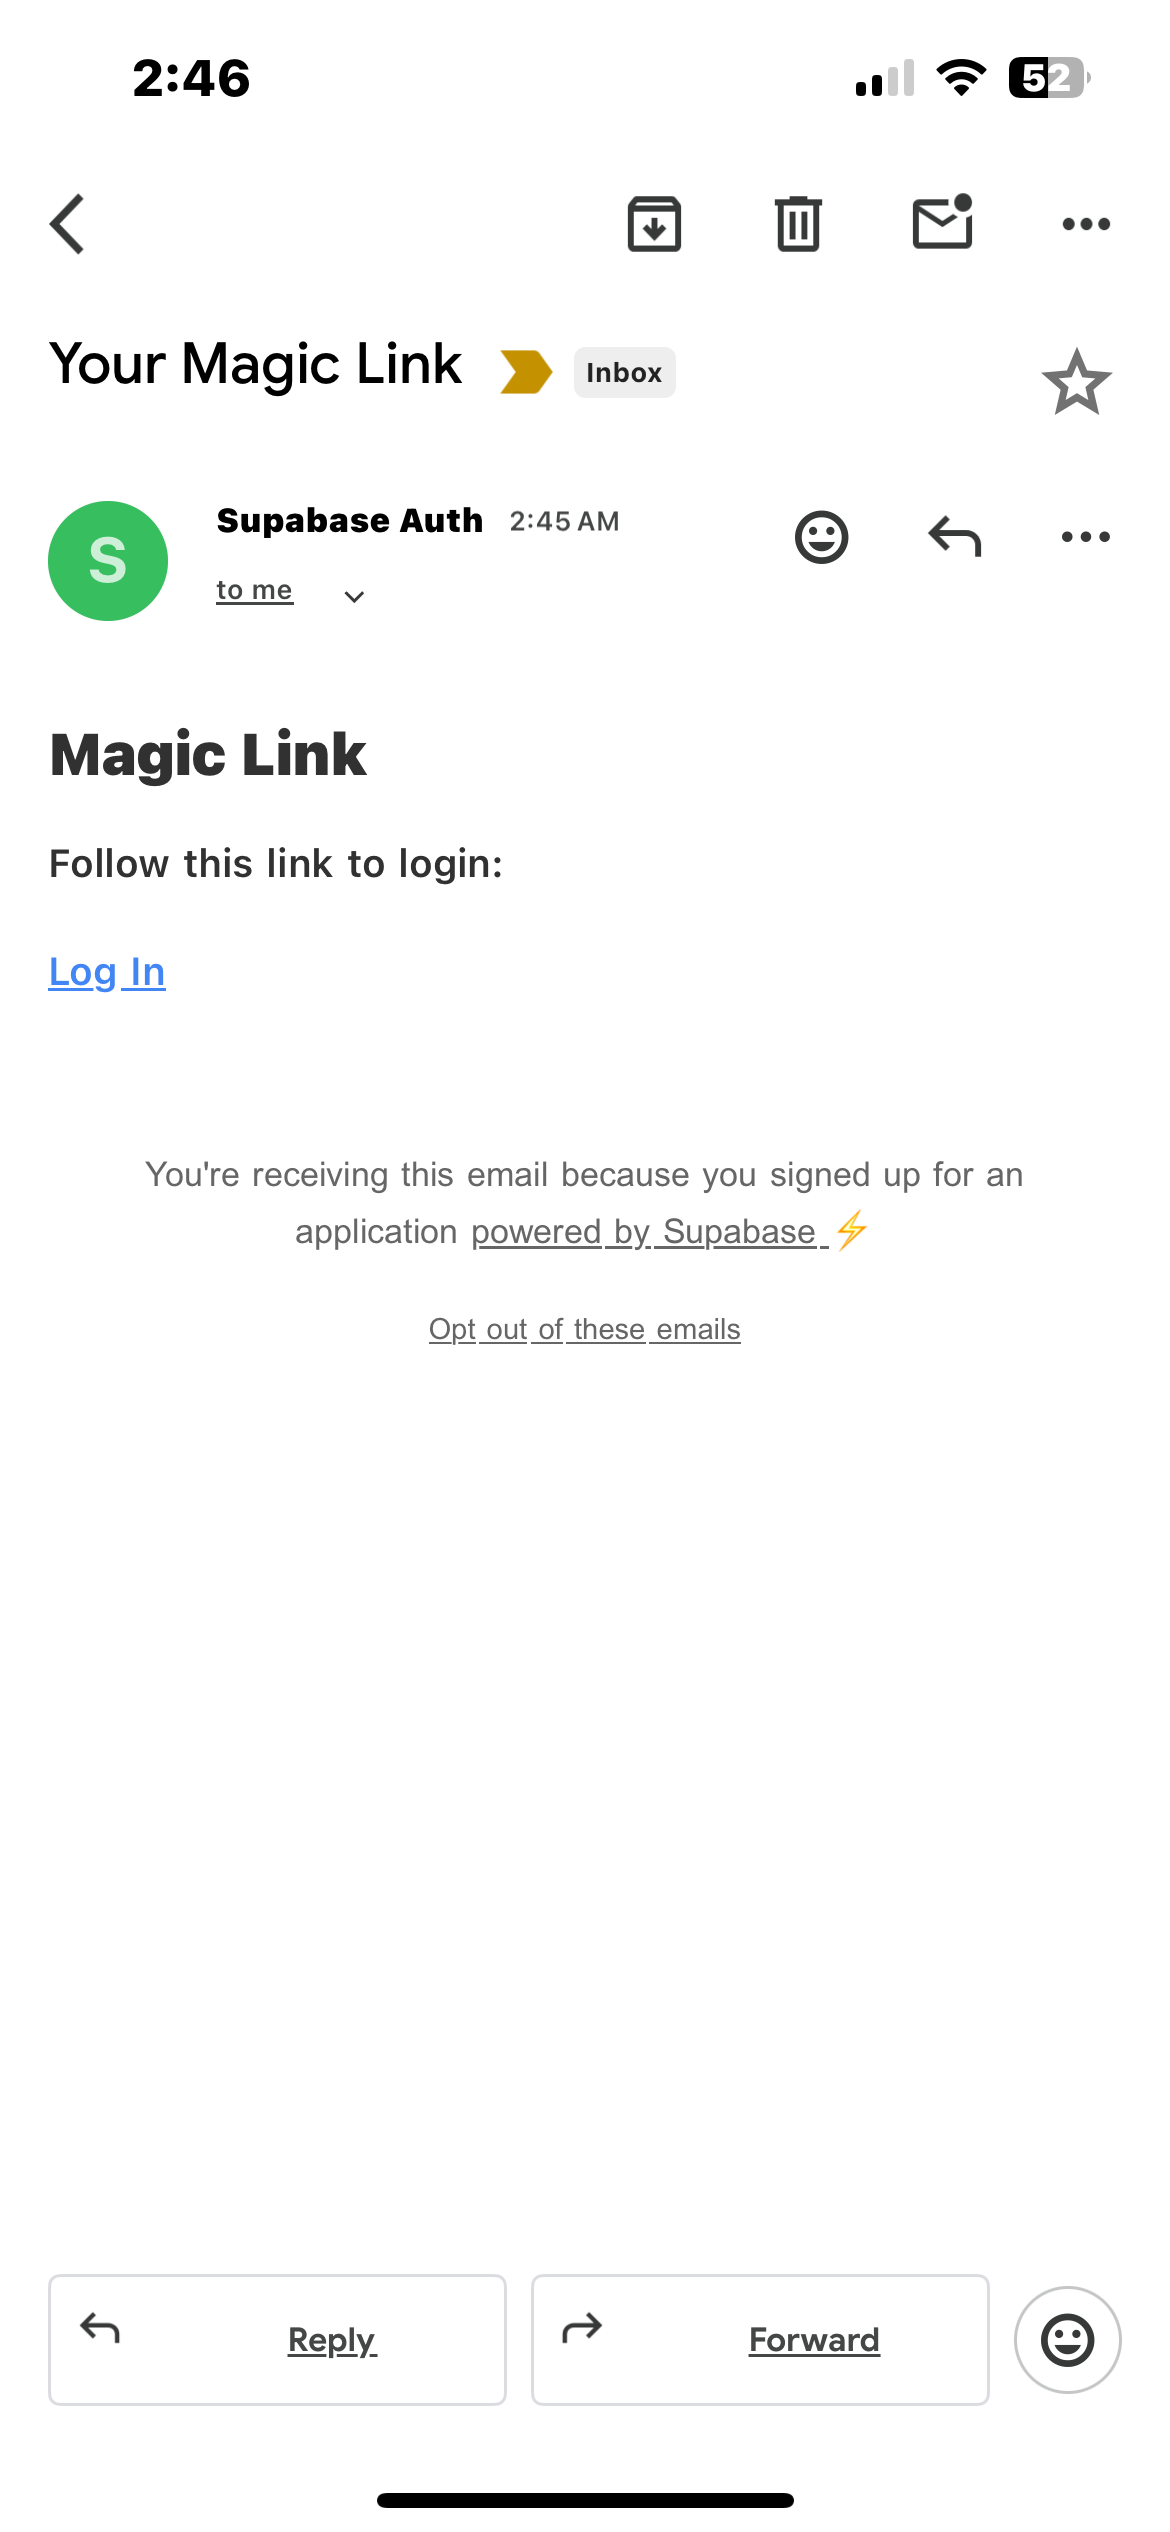 2:46
52
Your Magic Link
Inbox
S
Supabase Auth 2:45 AM
to me
Magic Link
Follow this link to login:
Log In
You're receiving this email because you signed up for an
application powered by Supabase ⚡
Opt out of these emails
Reply
Forward